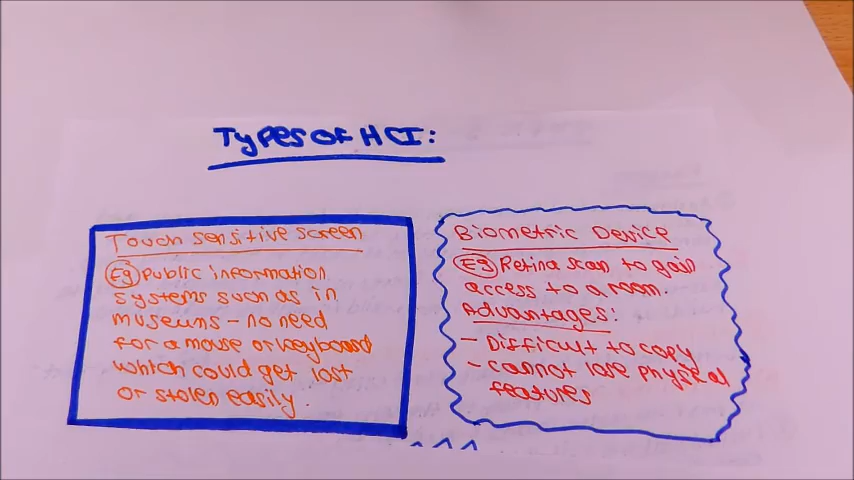 Types of HCI:
Touch sensitive screen
Eg Public information
systems such as in
museuns - no need
for a mouse or keyboard
which could get lost
or stolen easily.
Biometric Device
Eg Retina scan to gain
access to a room.
Advantages:
- Difficult to copy
- cannot lose physical
features